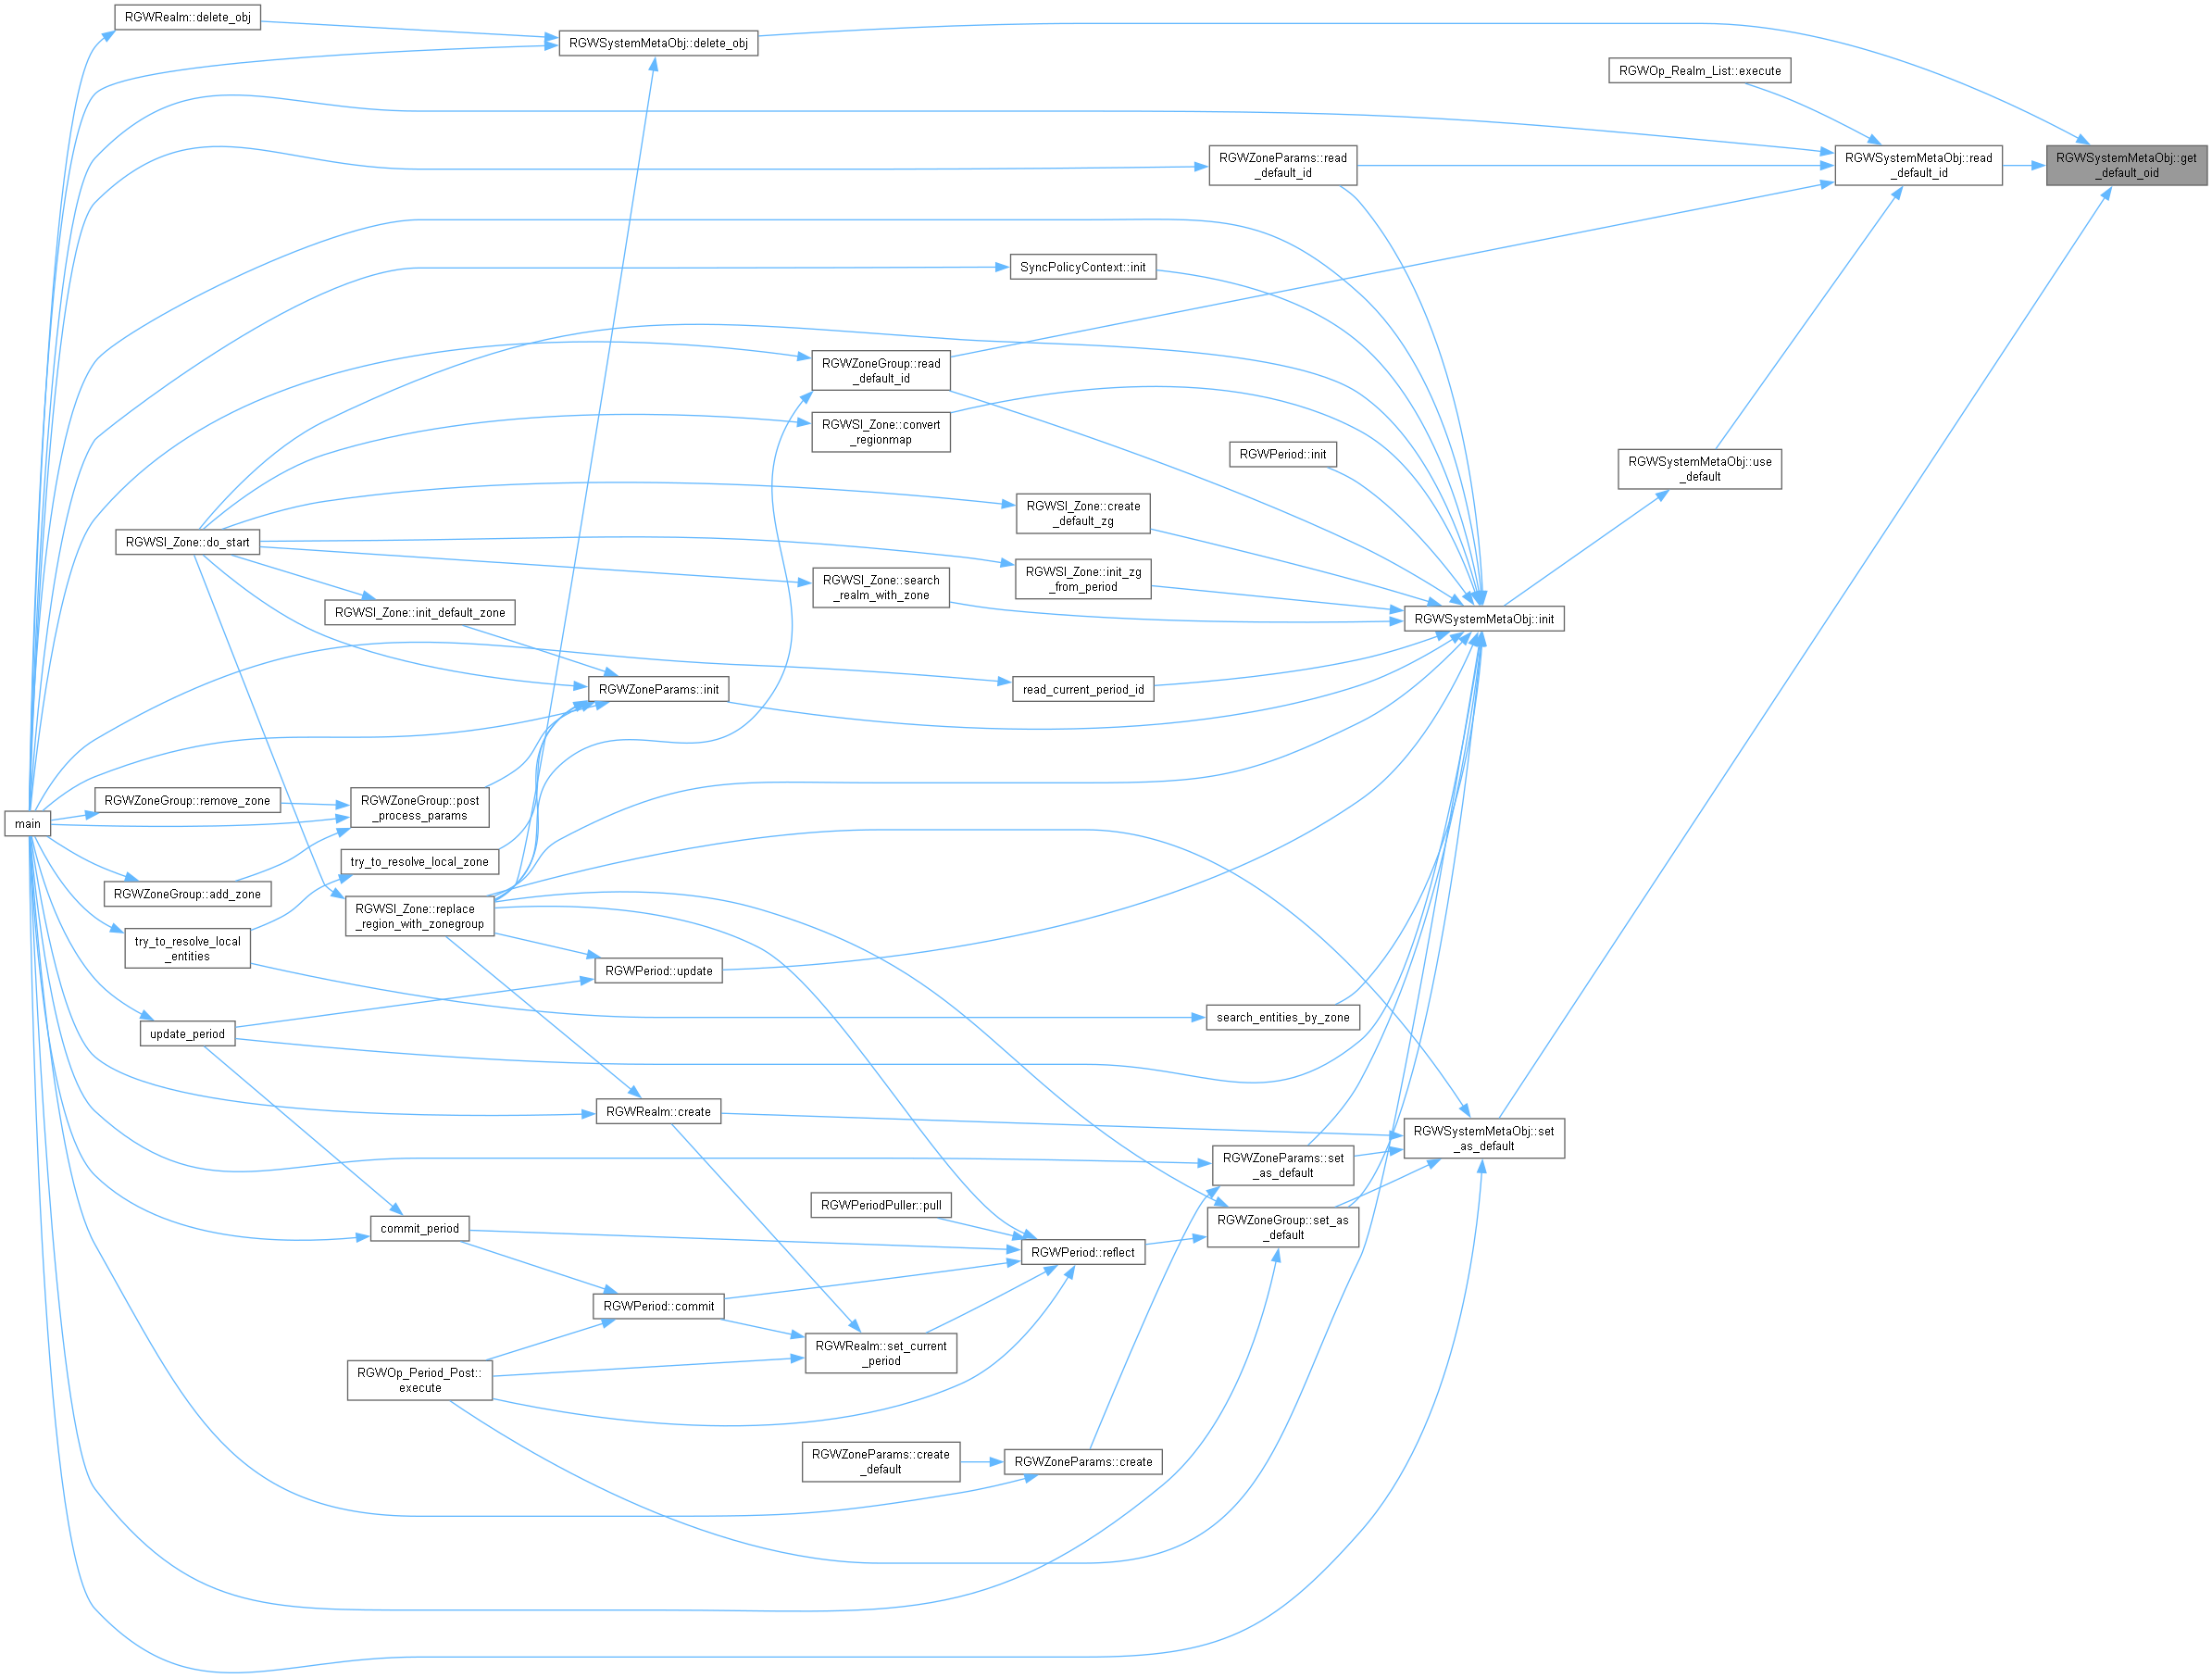 RGWRealm::delete_obj
RGWSystemMetaObj::delete_obj
RGWOp_Realm_List::execute
RGWZoneParams::read
_default_id
RGWSystemMetaObj::read
_default_id
RGWSystemMetaObj::get
_default_oid
SyncPolicyContext::init
RGWZoneGroup::read
_default_id
RGWSI_Zone::convert
_regionmap
RGWPeriod::init
RGWSystemMetaObj::use
_default
RGWSI_Zone::create
_default_zg
RGWSI_Zone::do_start
RGWSI_Zone::init_zg
_from_period
RGWSI_Zone::search
_realm_with_zone
RGWSI_Zone::init_default_zone
RGWSystemMetaObj::init
RGWZoneParams::init
read_current_period_id
RGWZoneGroup::remove_zone
RGWZoneGroup::post
_process_params
main
try_to_resolve_local_zone
RGWZoneGroup::add_zone
RGWSI_Zone::replace
_region_with_zonegroup
try_to_resolve_local
_entities
RGWPeriod::update
search_entities_by_zone
update_period
RGWRealm::create
RGWSystemMetaObj::set
_as_default
RGWZoneParams::set
_as_default
RGWPeriodPuller::pull
commit_period
RGWZoneGroup::set_as
_default
RGWPeriod::reflect
RGWPeriod::commit
RGWRealm::set_current
_period
RGWOp_Period_Post::
execute
RGWZoneParams::create
_default
RGWZoneParams::create